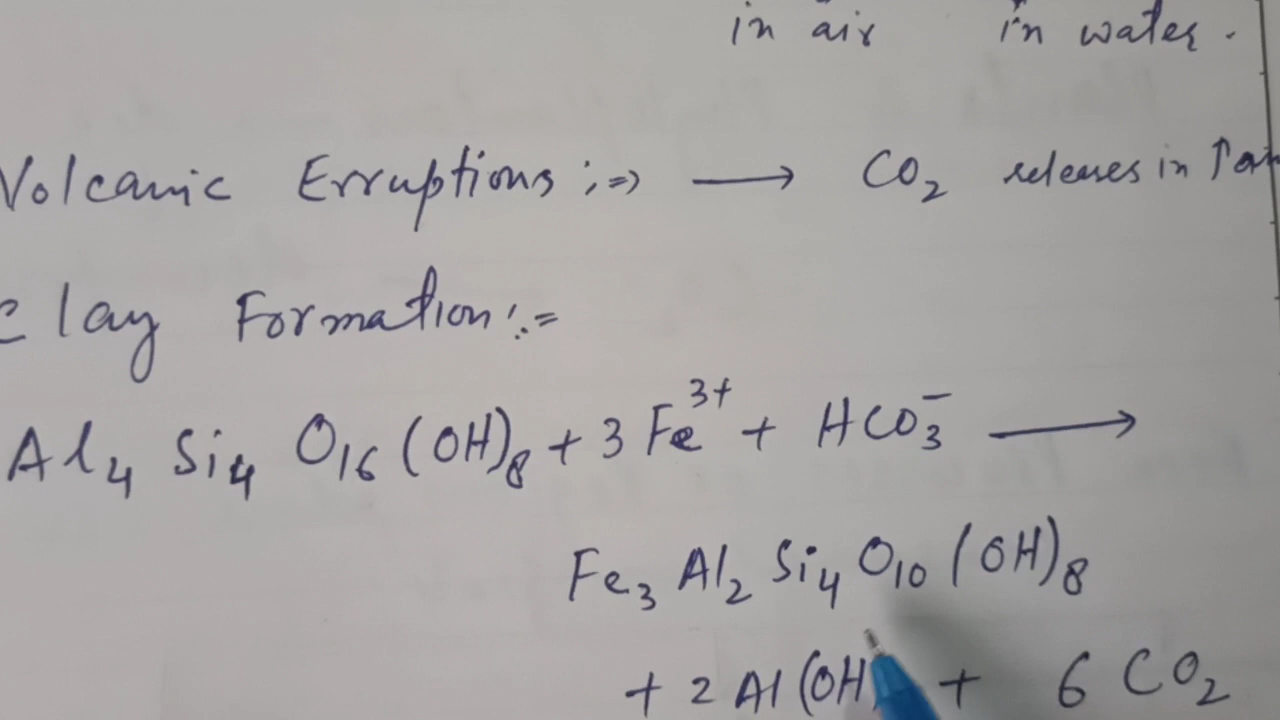 in air in water.
Volcanic Erruptions :⇒ ⟶ CO₂ releases in
Clay Formation :=
Al₄ Si₄ O₁₆ (OH)₈ + 3 Fe³⁺ + HCO₃⁻ ⟶
Fe₃ Al₂ Si₄ O₁₀ (OH)₈
+ 2 Al (OH + 6 CO₂